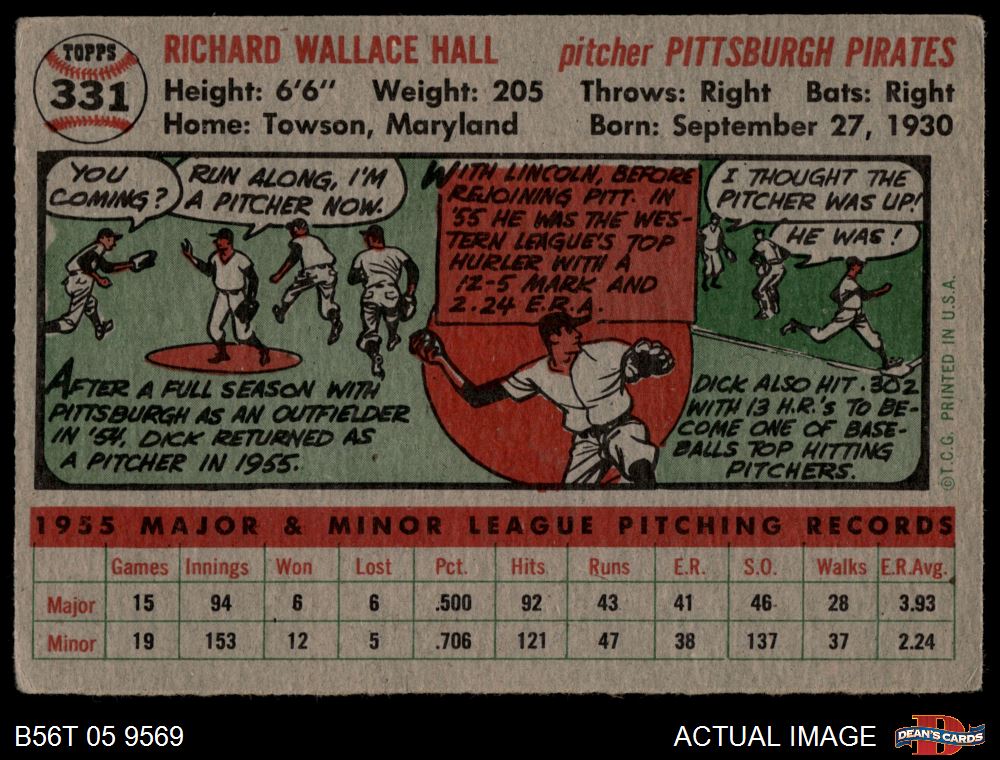 TOPPS
331
RICHARD WALLACE HALL
pitcher PITTSBURGH PIRATES
Height: 6'6" Weight: 205 Throws: Right Bats: Right
Home: Towson, Maryland Born: September 27, 1930
YOU
COMING?
RUN ALONG, I'M
A PITCHER NOW.
AFTER A FULL SEASON WITH
PITTSBURGH AS AN OUTFIELDER
IN '54, DICK RETURNED AS
A PITCHER IN 1955.
WITH LINCOLN, BEFORE
REJOINING PITT. IN
'55 HE WAS THE WES-
TERN LEAGUE'S TOP
HURLER WITH A
12-5 MARK AND
2.24 E.R.A.
I THOUGHT THE
PITCHER WAS UP!
HE WAS!
DICK ALSO HIT .302
WITH 13 H.R.'S TO BE-
COME ONE OF BASE-
BALLS TOP HITTING
PITCHERS.
©T.C.G. PRINTED IN U.S.A.
1955 MAJOR & MINOR LEAGUE PITCHING RECORDS
Games Innings Won Lost Pct. Hits Runs E.R. S.O. Walks E.R.Avg.
Major 15 94 6 6 .500 92 43 41 46 28 3.93
Minor 19 153 12 5 .706 121 47 38 137 37 2.24
B56T 05 9569
ACTUAL IMAGE
DEAN'S CARDS